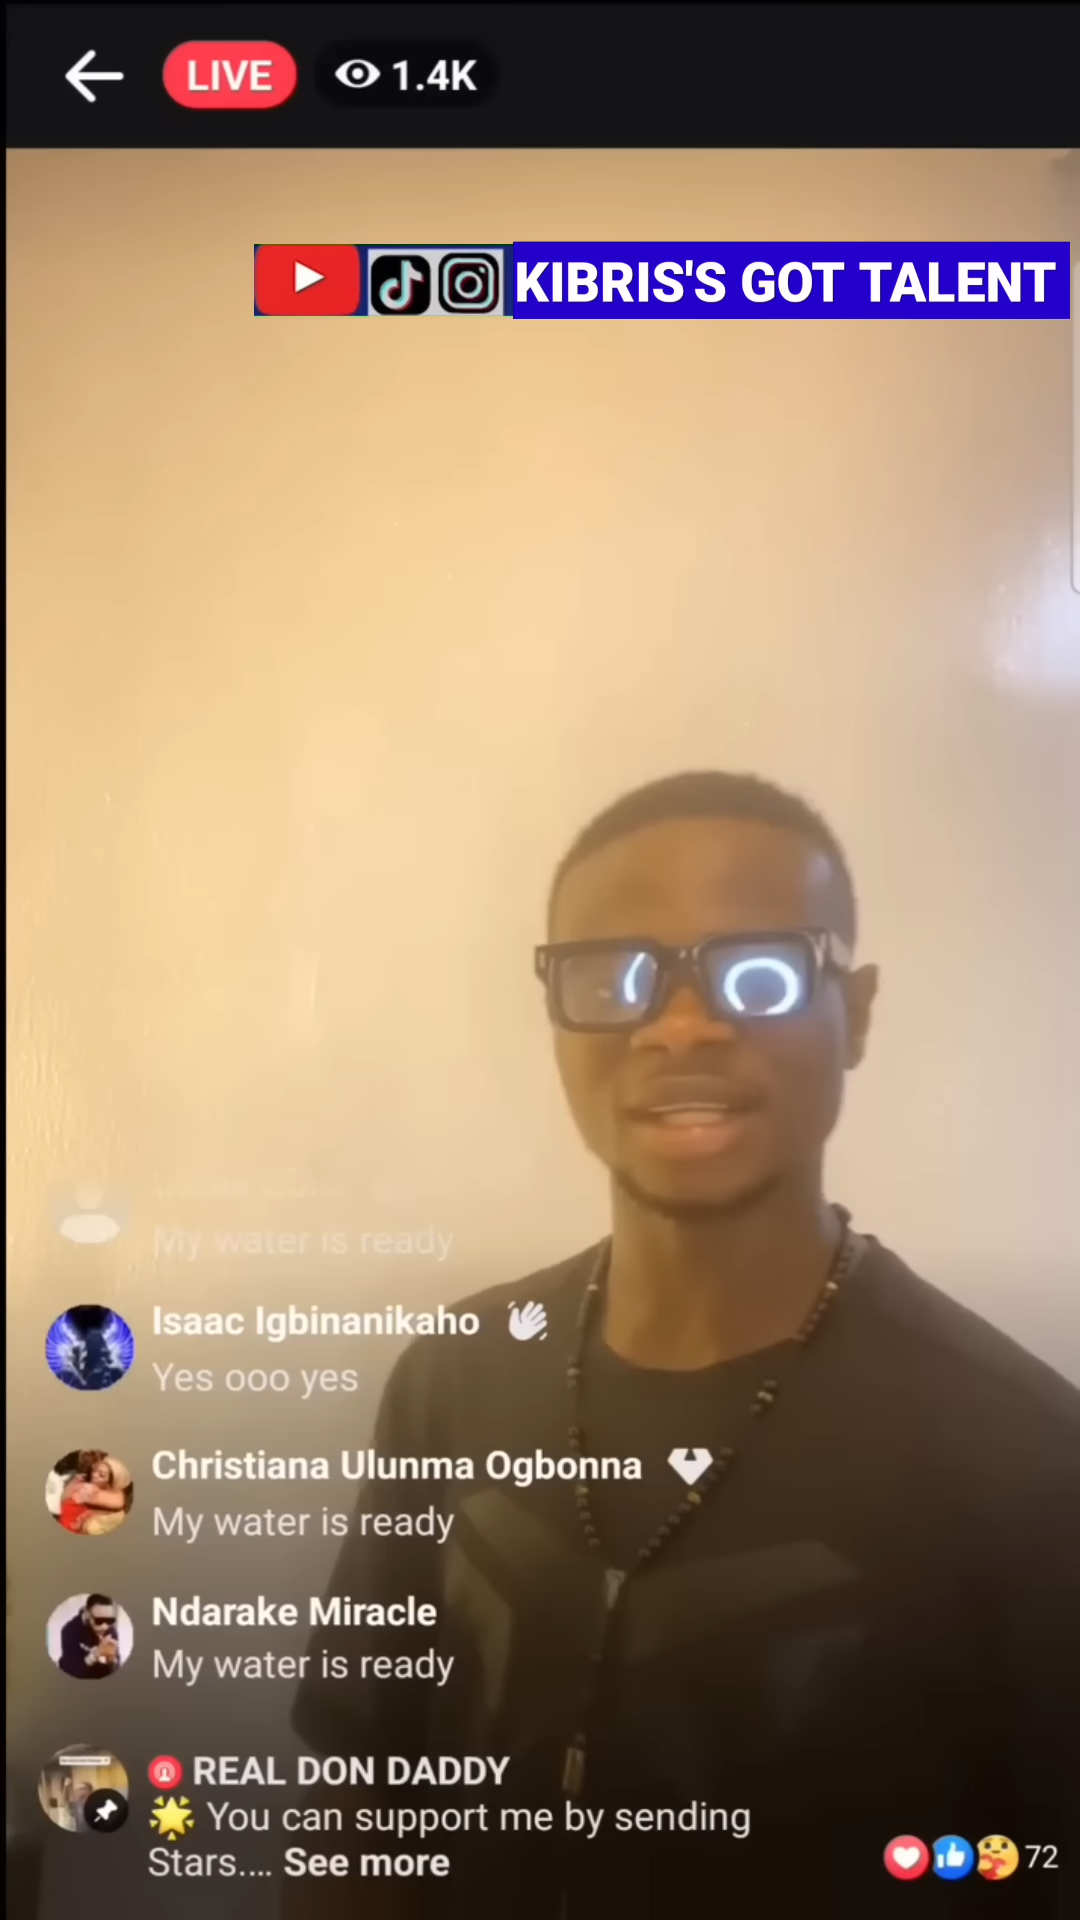 LIVE 1.4K
KIBRIS'S GOT TALENT
My water is ready
Isaac Igbinanikaho
Yes ooo yes
Christiana Ulunma Ogbonna
My water is ready
Ndarake Miracle
My water is ready
REAL DON DADDY
You can support me by sending
Stars.... See more
72